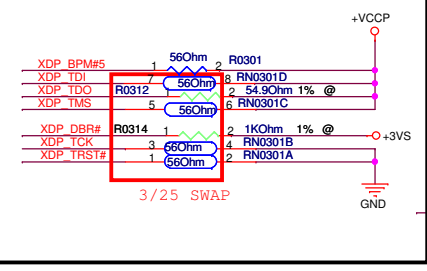 +VCCP
56Ohm
XDP_BPM#5 1 2 R0301
XDP_TDI 7 56Ohm 8 RN0301D
XDP_TDO R0312 1 2 54.9Ohm 1% @
XDP_TMS 5 56Ohm 6 RN0301C
XDP_DBR# R0314 1 2 1KOhm 1% @ +3VS
XDP_TCK 3 56Ohm 4 RN0301B
XDP_TRST# 1 56Ohm 2 RN0301A
3/25 SWAP
GND